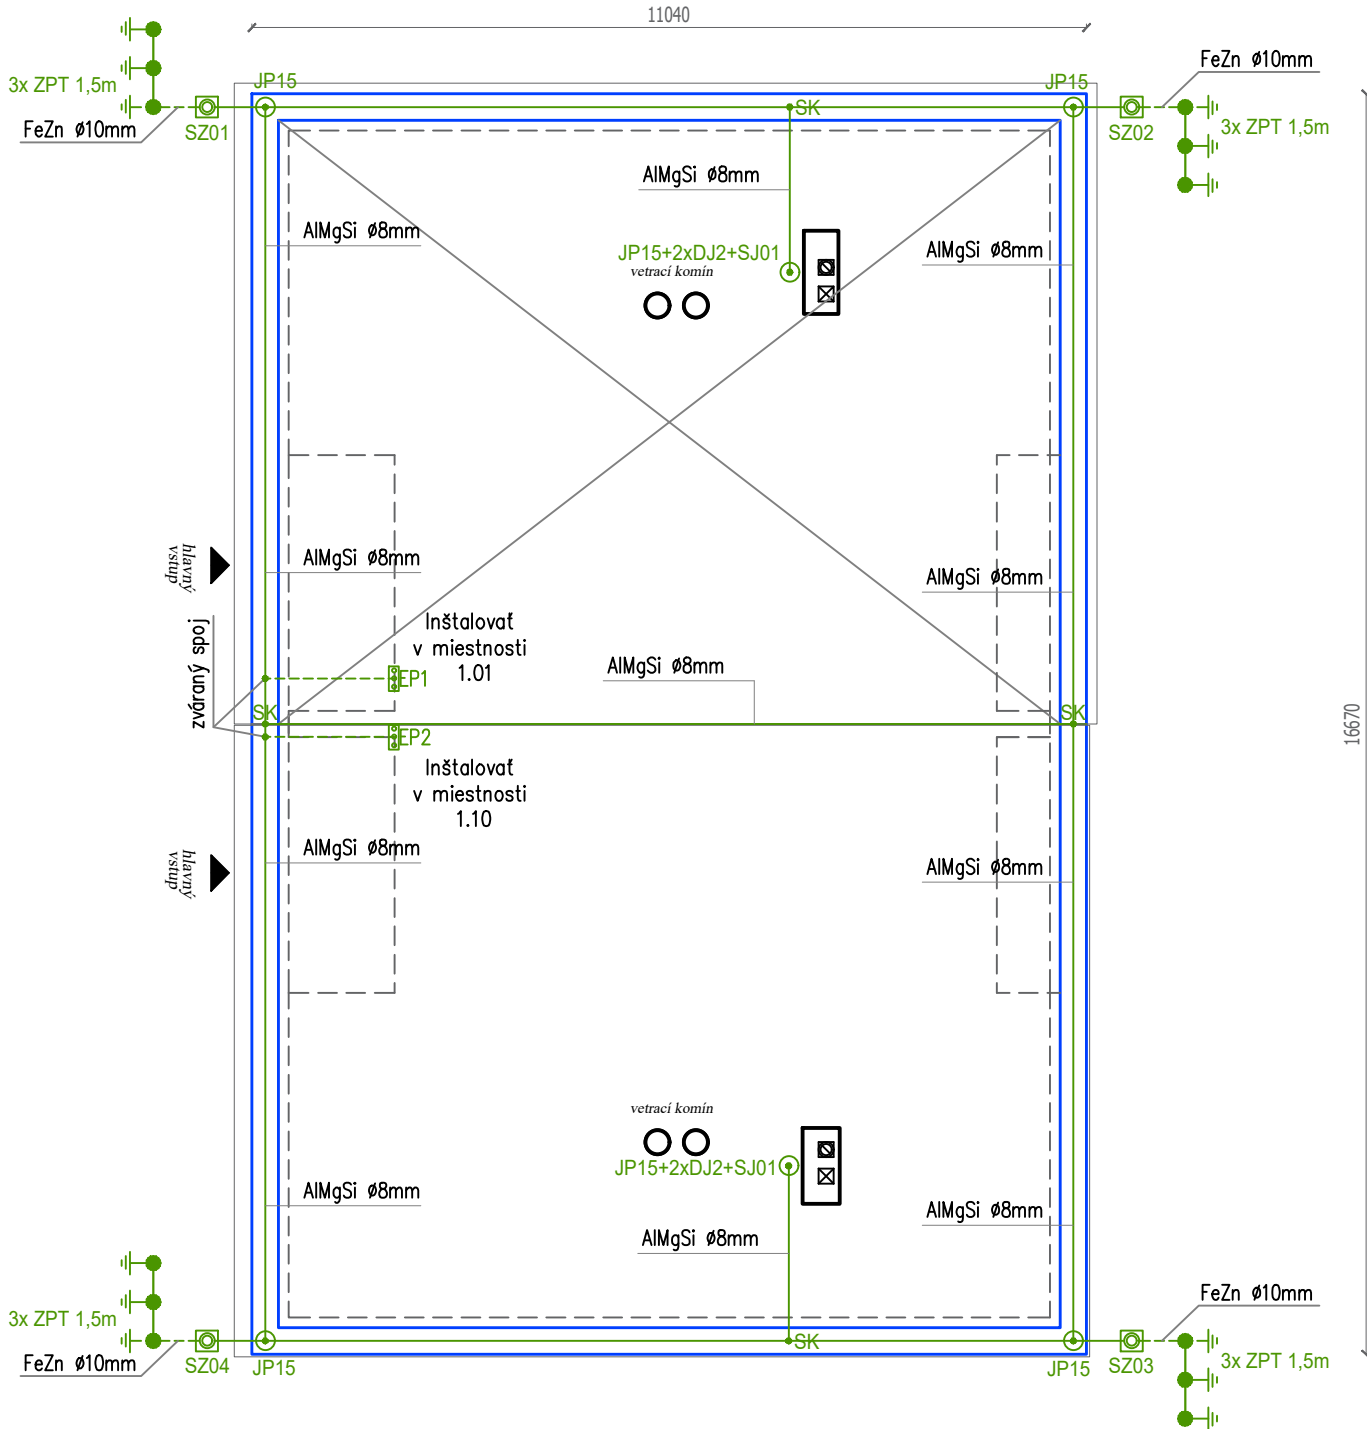 11040
JP15
JP15
FeZn ø10mm
3x ZPT 1,5m
FeZn ø10mm
SZ01
SK
SZ02
3x ZPT 1,5m
AlMgSi ø8mm
AlMgSi ø8mm
AlMgSi ø8mm
JP15+2xDJ2+SJ01
vetrací komín
hlavný
vstup
AlMgSi ø8mm
AlMgSi ø8mm
zváraný spoj
Inštalovať
v miestnosti
1.01
AlMgSi ø8mm
EP1
SK
SK
16670
EP2
Inštalovať
v miestnosti
1.10
hlavný
vstup
AlMgSi ø8mm
AlMgSi ø8mm
vetrací komín
JP15+2xDJ2+SJ01
AlMgSi ø8mm
AlMgSi ø8mm
AlMgSi ø8mm
FeZn ø10mm
3x ZPT 1,5m
FeZn ø10mm
SZ04
JP15
SK
JP15
SZ03
3x ZPT 1,5m